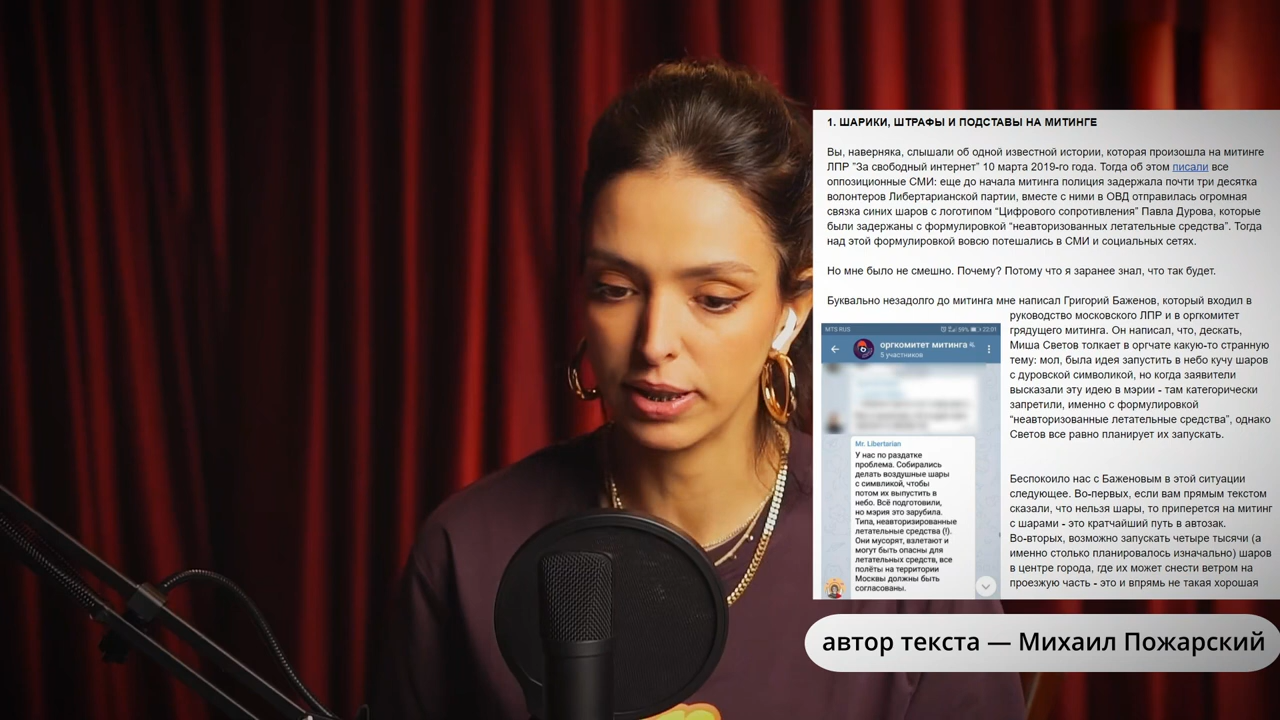 1. ШАРИКИ, ШТРАФЫ И ПОДСТАВЫ НА МИТИНГЕ
Вы, наверняка, слышали об одной известной истории, которая произошла на митинге
ЛПР "За свободный интернет" 10 марта 2019-го года. Тогда об этом писали все
оппозиционные СМИ: еще до начала митинга полиция задержала почти три десятка
волонтеров Либертарианской партии, вместе с ними в ОВД отправилась огромная
связка синих шаров с логотипом “Цифрового сопротивления” Павла Дурова, которые
были задержаны с формулировкой “неавторизованных летательные средства”. Тогда
над этой формулировкой вовсю потешались в СМИ и социальных сетях.
Но мне было не смешно. Почему? Потому что я заранее знал, что так будет.
Буквально незадолго до митинга мне написал Григорий Баженов, который входил в
руководство московского ЛПР и в оргкомитет
грядущего митинга. Он написал, что, дескать,
Миша Светов толкает в оргчате какую-то странную
тему: мол, была идея запустить в небо кучу шаров
с дуровской символикой, но когда заявители
высказали эту идею в мэрии - там категорически
запретили, именно с формулировкой
“неавторизованные летательные средства”, однако
Светов все равно планирует их запускать.
Беспокоило нас с Баженовым в этой ситуации
следующее. Во-первых, если вам прямым текстом
сказали, что нельзя шары, то приперется на митинг
с шарами - это кратчайший путь в автозак.
Во-вторых, возможно запускать четыре тысячи (а
именно столько планировалось изначально) шаров
в центре города, где их может снести ветром на
проезжую часть - это и впрямь не такая хорошая
MTS RUS
59% 22:01
оргкомитет митинга
5 участников
Mr. Libertarian
У нас по раздатке
проблема. Собирались
делать воздушные шары
с симвликой, чтобы
потом их выпустить в
небо. Всё подготовили,
но мэрия это зарубила.
Типа, неавторизированные
летательные средства (!).
Они мусорят, взлетают и
могут быть опасны для
летательных средств, все
полёты на территории
Москвы должны быть
согласованы.
автор текста — Михаил Пожарский